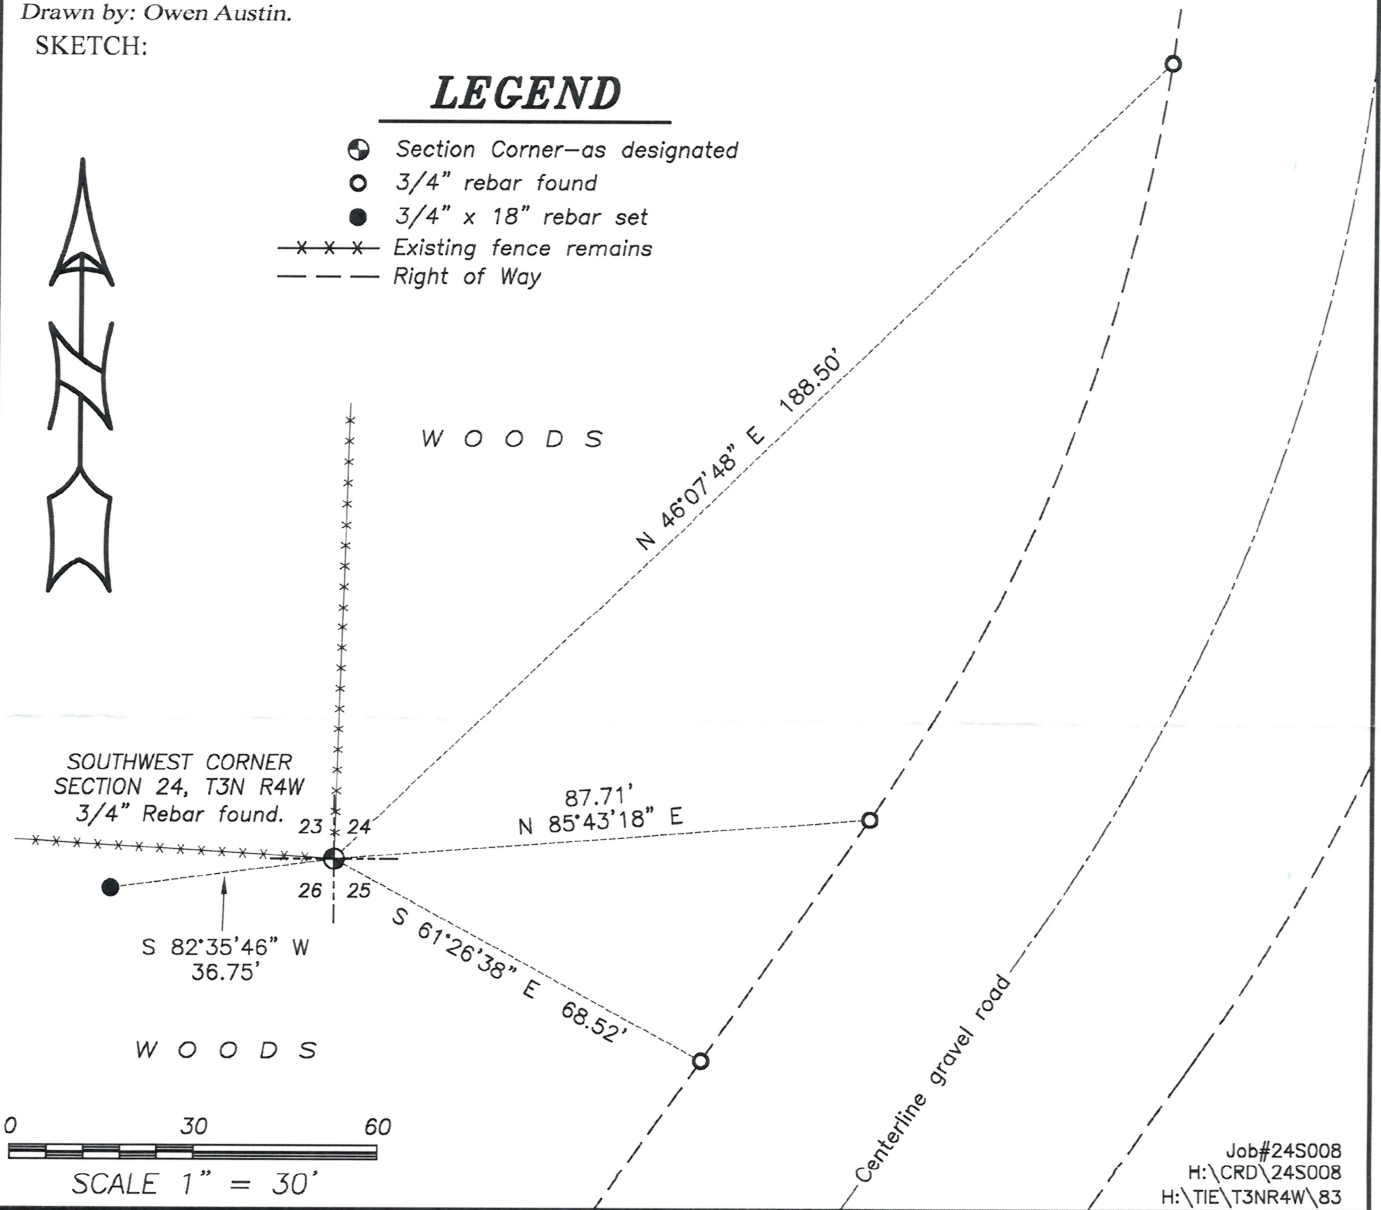 Drawn by: Owen Austin.
SKETCH:
LEGEND
Section Corner-as designated
3/4" rebar found
3/4" x 18" rebar set
Existing fence remains
Right of Way
N
WOODS
N 46°07'48" E 188.50'
SOUTHWEST CORNER
SECTION 24, T3N R4W
3/4" Rebar found.
23 24
26 25
87.71'
N 85°43'18" E
S 82°35'46" W
36.75'
S 61°26'38" E 68.52'
WOODS
Centerline gravel road
0 30 60
SCALE 1" = 30'
Job#24S008
H:\CRD\24S008
H:\TIE\T3NR4W\83